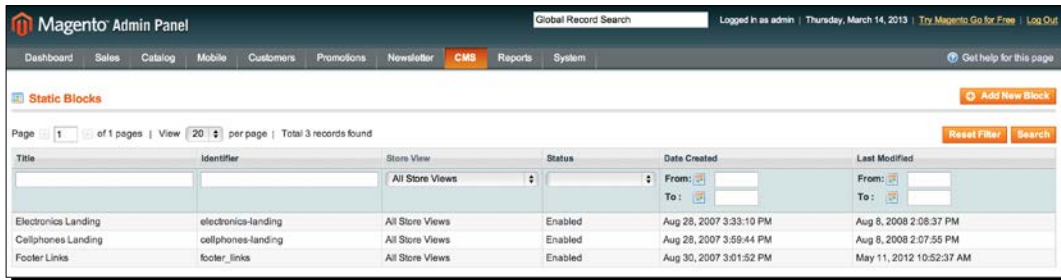 Magento Admin Panel
Global Record Search
Logged in as admin | Thursday, March 14, 2013 | Try Magento Go for Free | Log Out
Dashboard Sales Catalog Mobile Customers Promotions Newsletter CMS Reports System
Get help for this page
Static Blocks
Add New Block
Page 1 of 1 pages | View 20 per page | Total 3 records found
Reset Filter Search
Title Identifier Store View Status Date Created Last Modified
All Store Views From: From:
To : To :
Electronics Landing electronics-landing All Store Views Enabled Aug 28, 2007 3:33:10 PM Aug 8, 2008 2:08:37 PM
Cellphones Landing cellphones-landing All Store Views Enabled Aug 28, 2007 3:59:44 PM Aug 8, 2008 2:07:55 PM
Footer Links footer_links All Store Views Enabled Aug 30, 2007 3:01:52 PM May 11, 2012 10:52:37 AM